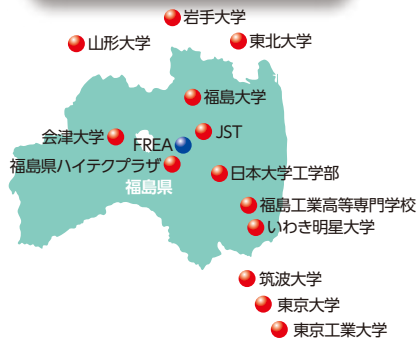 岩手大学
山形大学
東北大学
福島大学
会津大学
JST
FREA
福島県ハイテクプラザ
日本大学工学部
福島県
福島工業高等専門学校
いわき明星大学
筑波大学
東京大学
東京工業大学